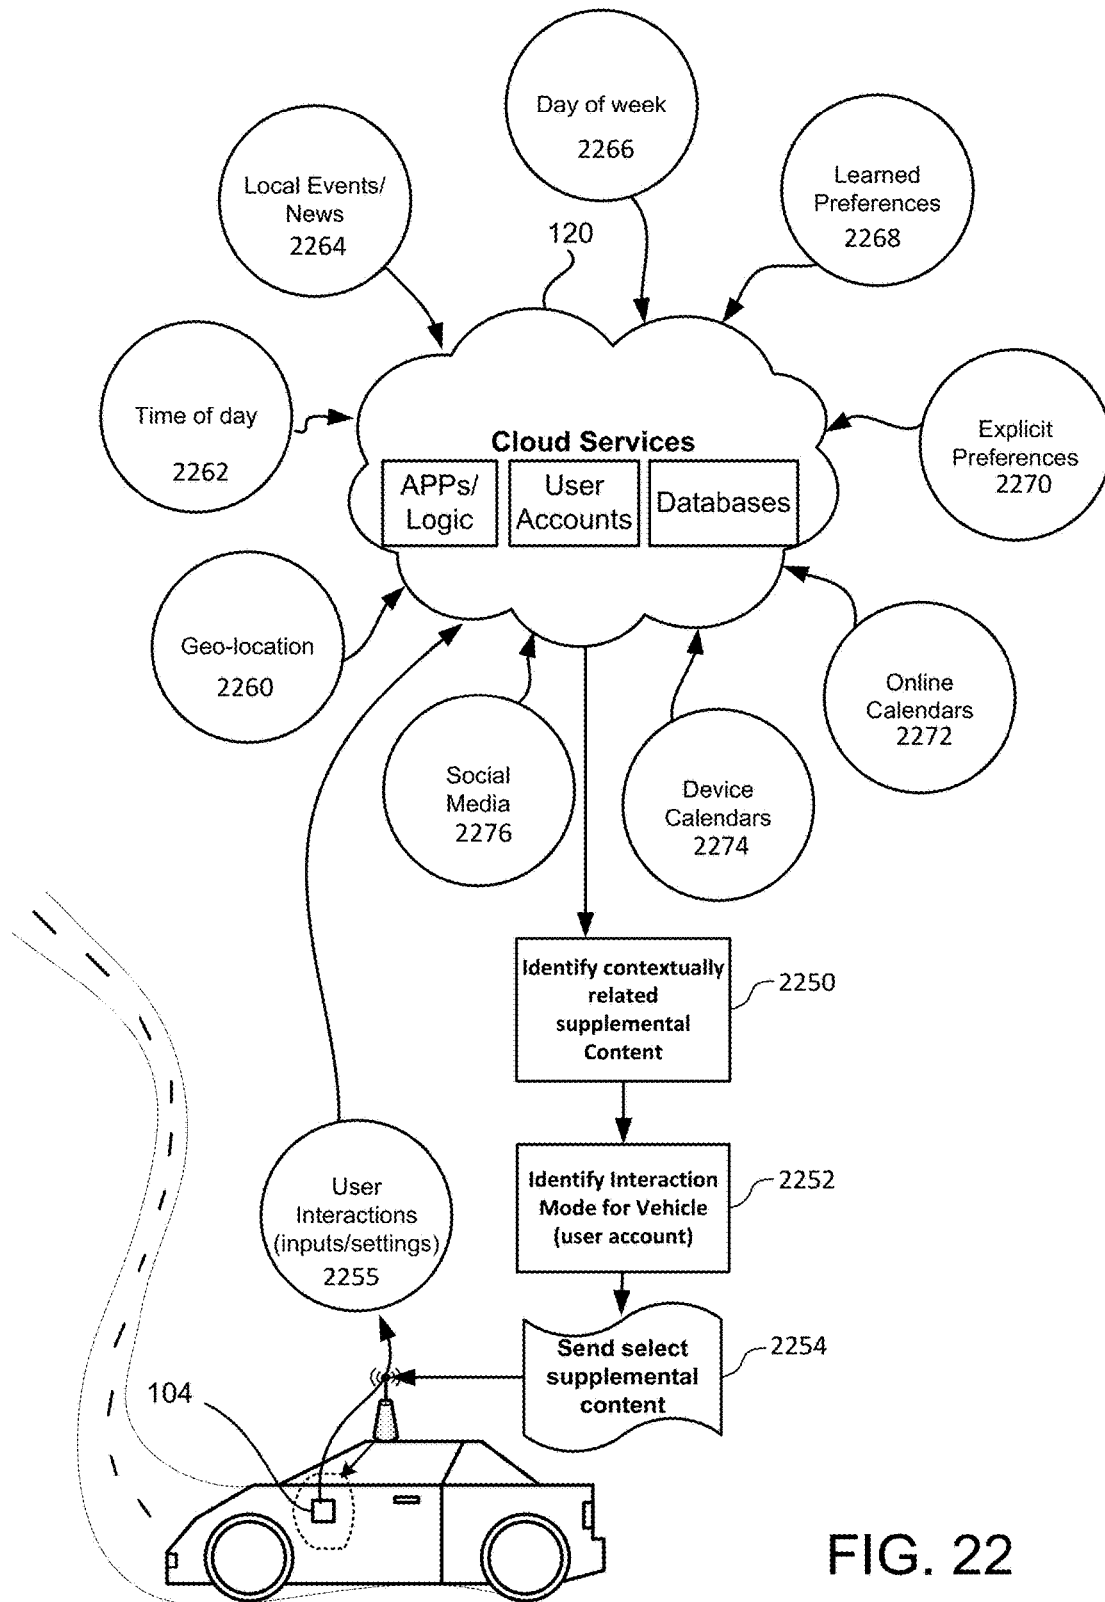 Day of week
2266
Local Events/
News
2264
Learned
Preferences
2268
120
Time of day
2262
Explicit
Preferences
2270
Cloud Services
APPs/
Logic
User
Accounts
Databases
Geo-location
2260
Online
Calendars
2272
Social
Media
2276
Device
Calendars
2274
Identify contextually
related
supplemental
Content
2250
Identify Interaction
Mode for Vehicle
(user account)
2252
User
Interactions
(inputs/settings)
2255
Send select
supplemental
content
2254
104
FIG. 22